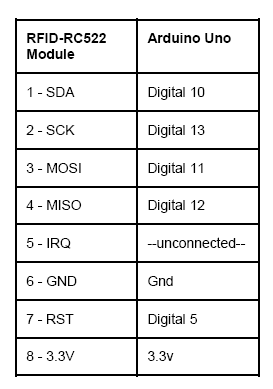 RFID-RC522 Arduino Uno
Module
1 - SDA Digital 10
2 - SCK Digital 13
3 - MOSI Digital 11
4 - MISO Digital 12
5 - IRQ --unconnected--
6 - GND Gnd
7 - RST Digital 5
8 - 3.3V 3.3v